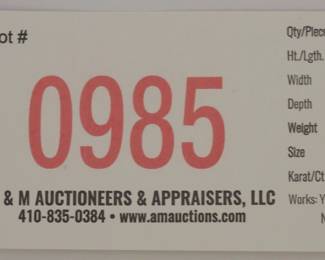 ot #
0985
& M AUCTIONEERS & APPRAISERS, LLC
410-835-0384 • www.amauctions.com
Qty/Piece
Ht./Lgth.
Width
Depth
Weight
Size
Karat/Ct
Works: Y
N